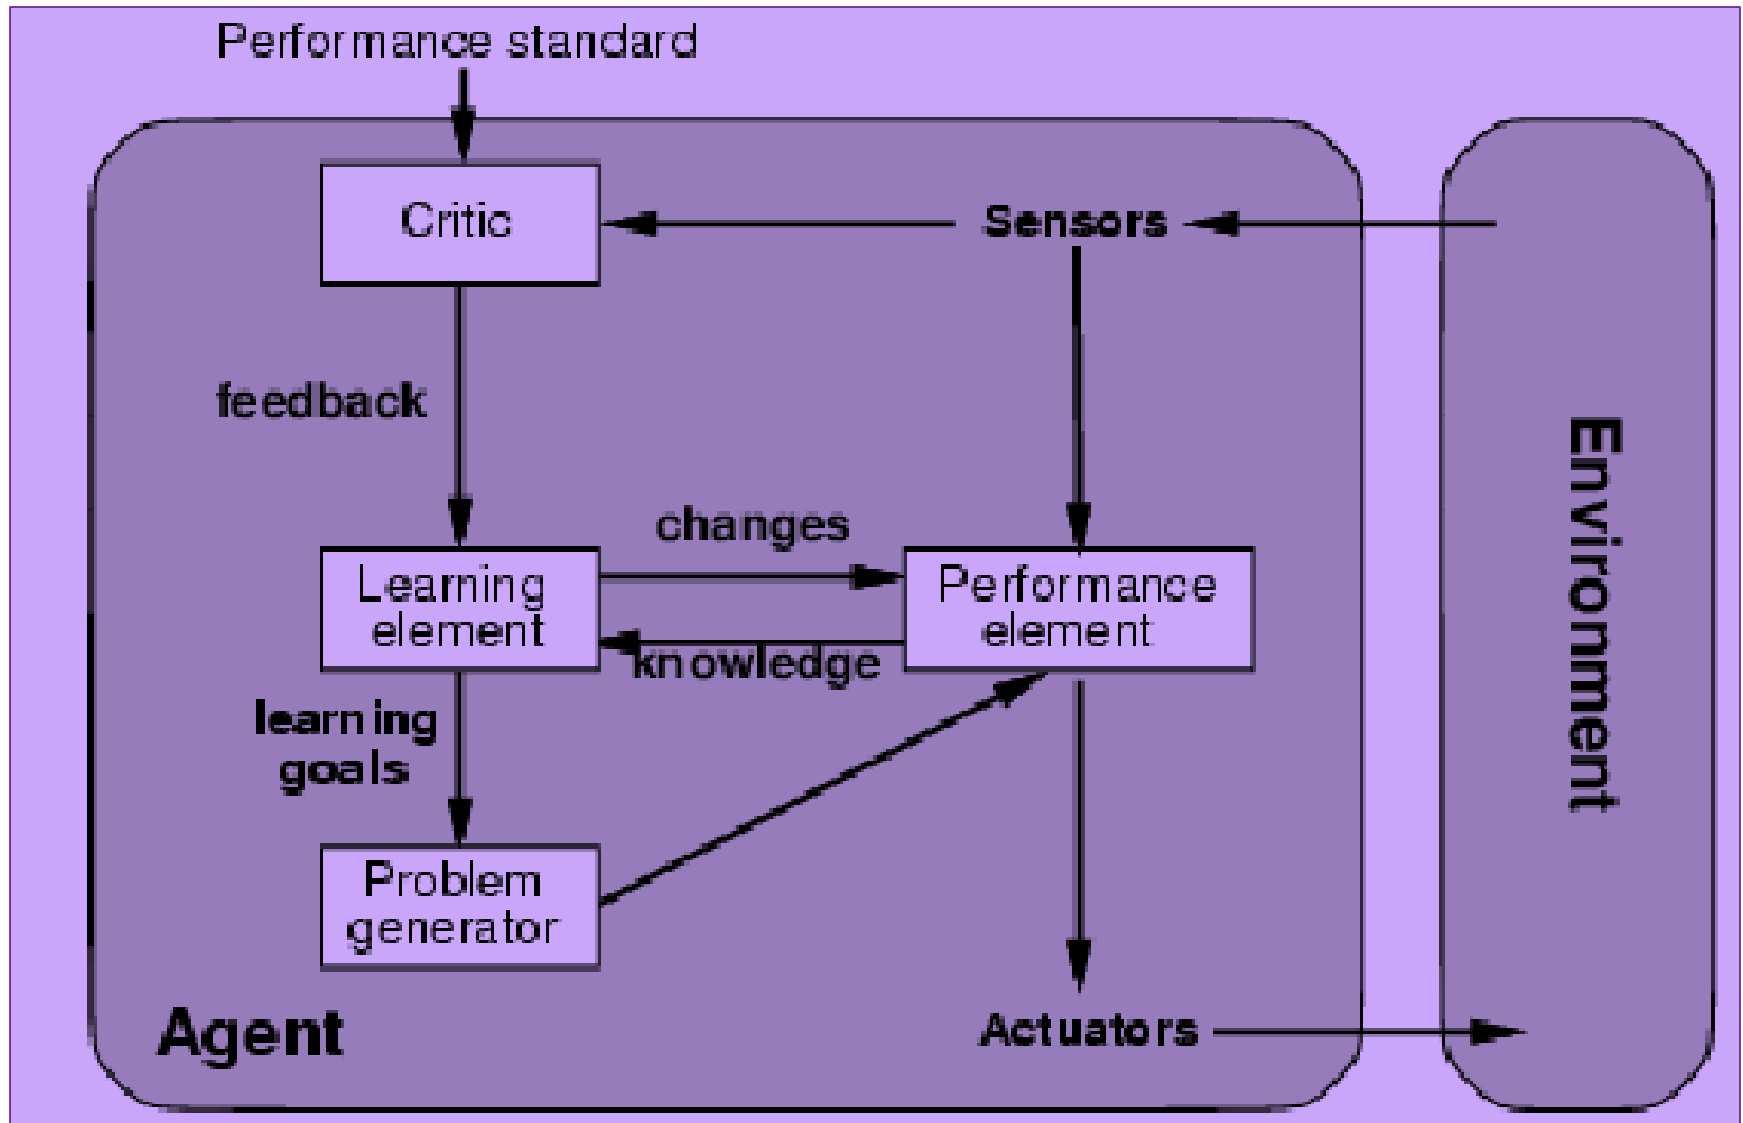 Performance standard
Critic
Sensors
feedback
changes
Learning
element
Performance
element
knowledge
learning
goals
Problem
generator
Agent
Actuators
Environment